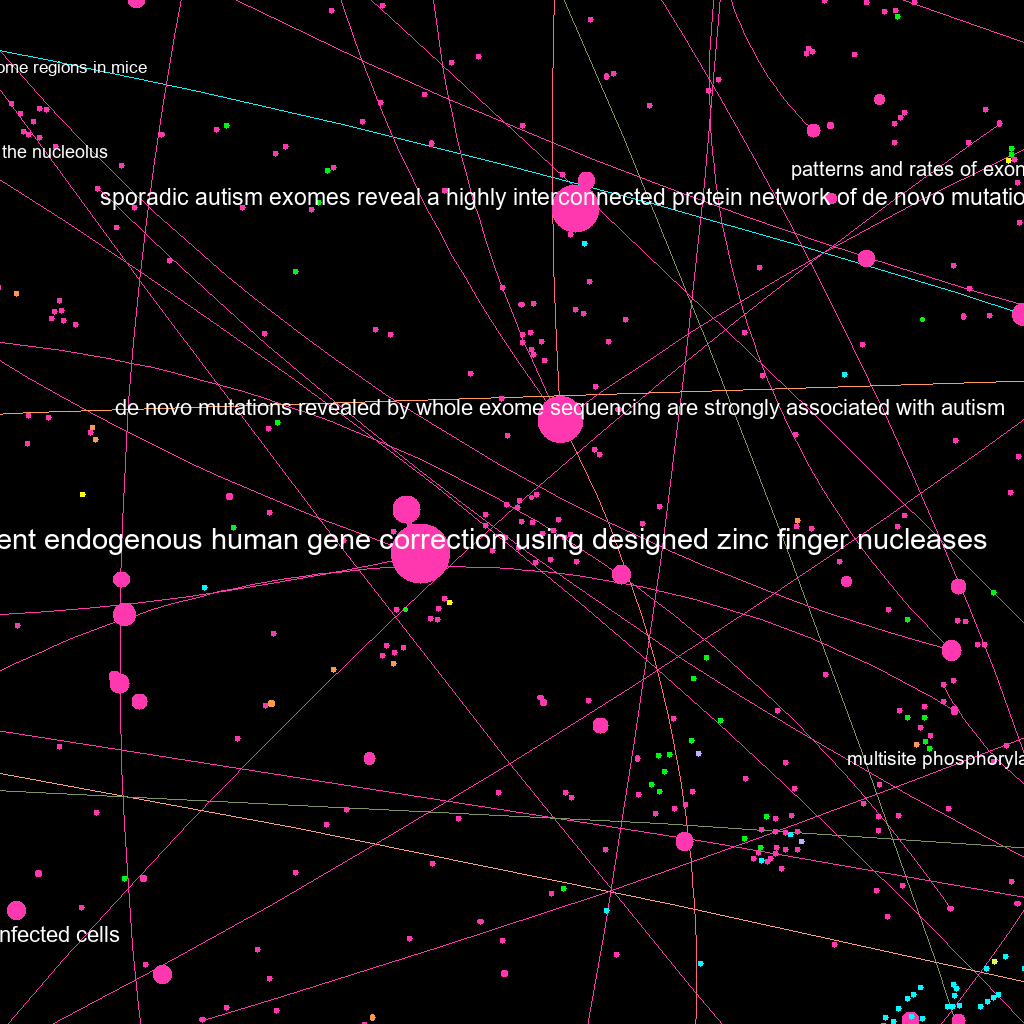 ome regions in mice
the nucleolus
patterns and rates of exon
sporadic autism exomes reveal a highly interconnected protein network of de novo mutatio
de novo mutations revealed by whole exome sequencing are strongly associated with autism
ent endogenous human gene correction using designed zinc finger nucleases
multisite phosphoryla
nfected cells